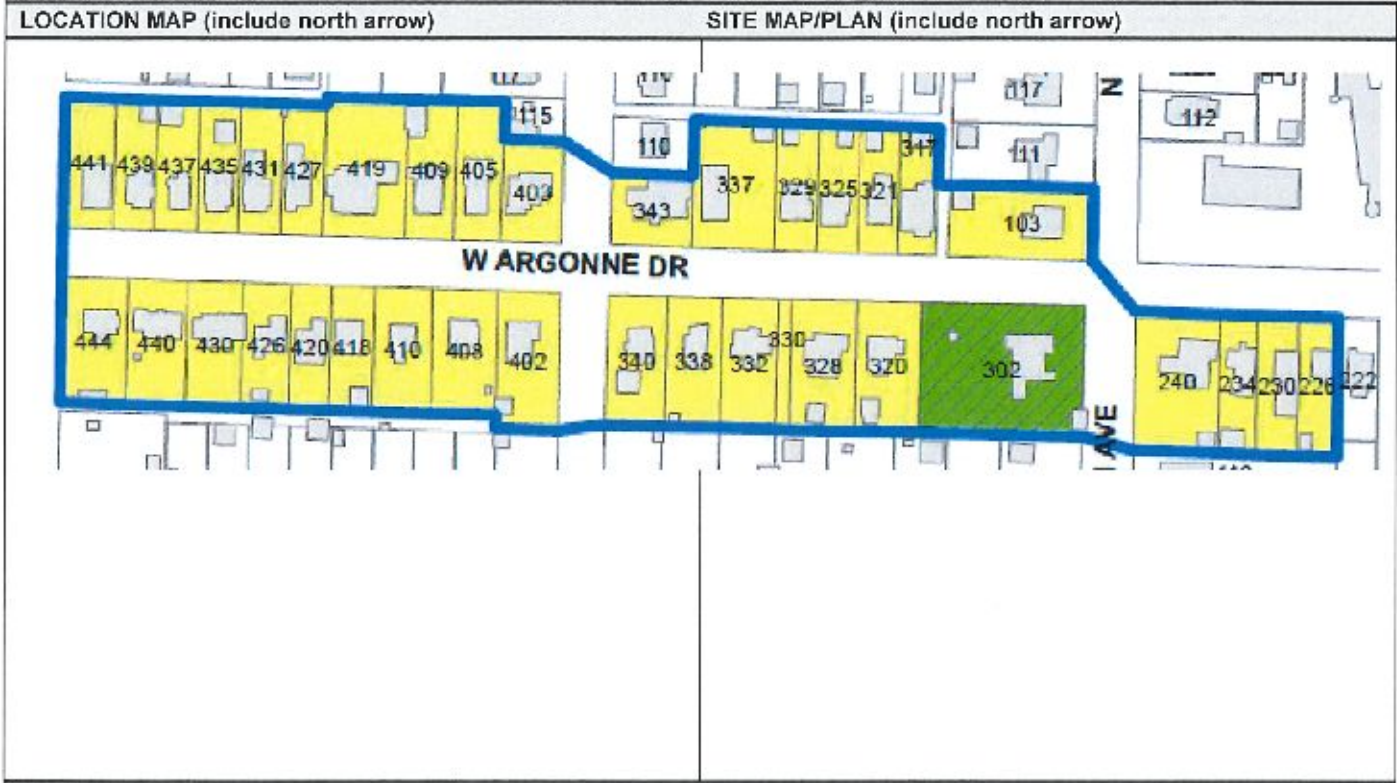 LOCATION MAP (include north arrow)
SITE MAP/PLAN (include north arrow)
115
110
117
N
112
111
441 439 437 435 431 427 419 409 405 403
343 337 329 325 321 317
103
W ARGONNE DR
444 440 430 426 420 418 410 408 402
340 338 332 330 328 320 302
240 234 230 226 222
AVE